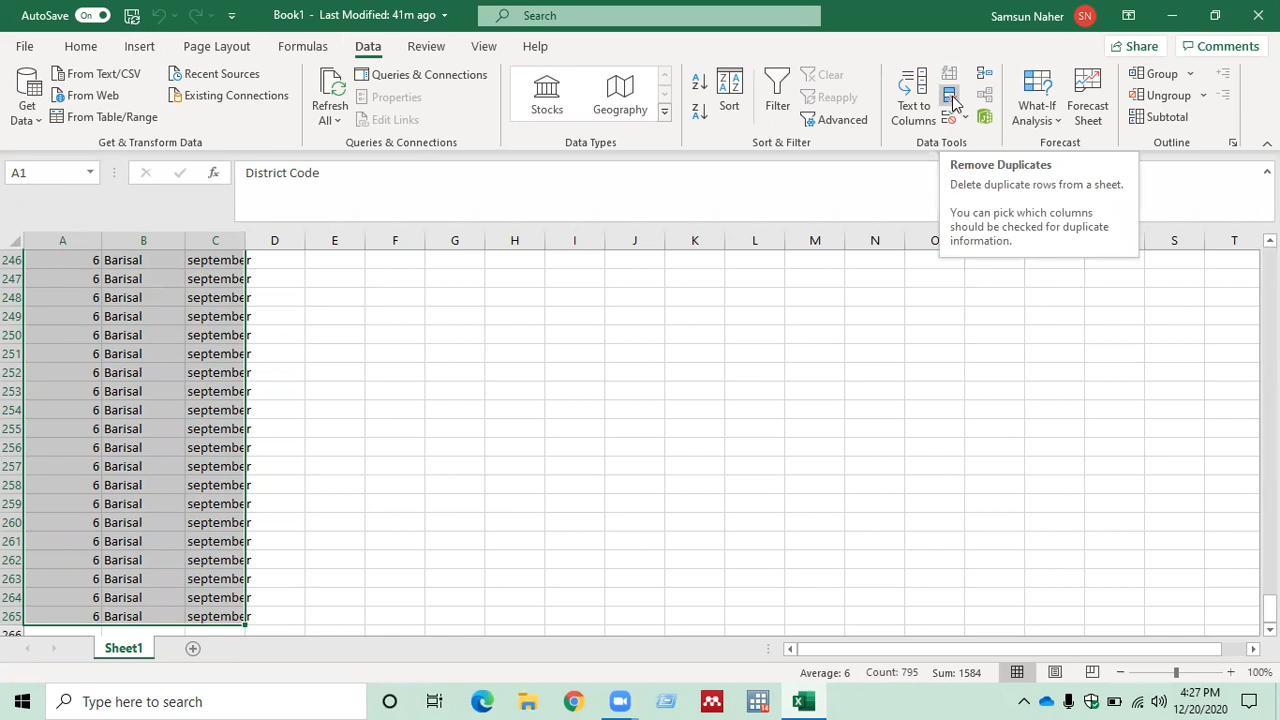 AutoSave On Book1 - Last Modified: 41m ago Search Samsun Naher SN
File Home Insert Page Layout Formulas Data Review View Help Share Comments
Get Data From Text/CSV Recent Sources
From Web Existing Connections
From Table/Range
Refresh All Queries & Connections
Properties
Edit Links
Stocks Geography
Sort Filter Clear
Reapply
Advanced
Text to Columns
What-If Analysis Forecast Sheet
Group
Ungroup
Subtotal
Get & Transform Data Queries & Connections Data Types Sort & Filter Data Tools Forecast Outline
A1 fx District Code
Remove Duplicates
Delete duplicate rows from a sheet.
You can pick which columns
should be checked for duplicate
information.
A B C D E F G H I J K L M N O S T
246 6 Barisal september
247 6 Barisal september
248 6 Barisal september
249 6 Barisal september
250 6 Barisal september
251 6 Barisal september
252 6 Barisal september
253 6 Barisal september
254 6 Barisal september
255 6 Barisal september
256 6 Barisal september
257 6 Barisal september
258 6 Barisal september
259 6 Barisal september
260 6 Barisal september
261 6 Barisal september
262 6 Barisal september
263 6 Barisal september
264 6 Barisal september
265 6 Barisal september
266
Sheet1
Average: 6 Count: 795 Sum: 1584 100%
Type here to search
4:27 PM
12/20/2020